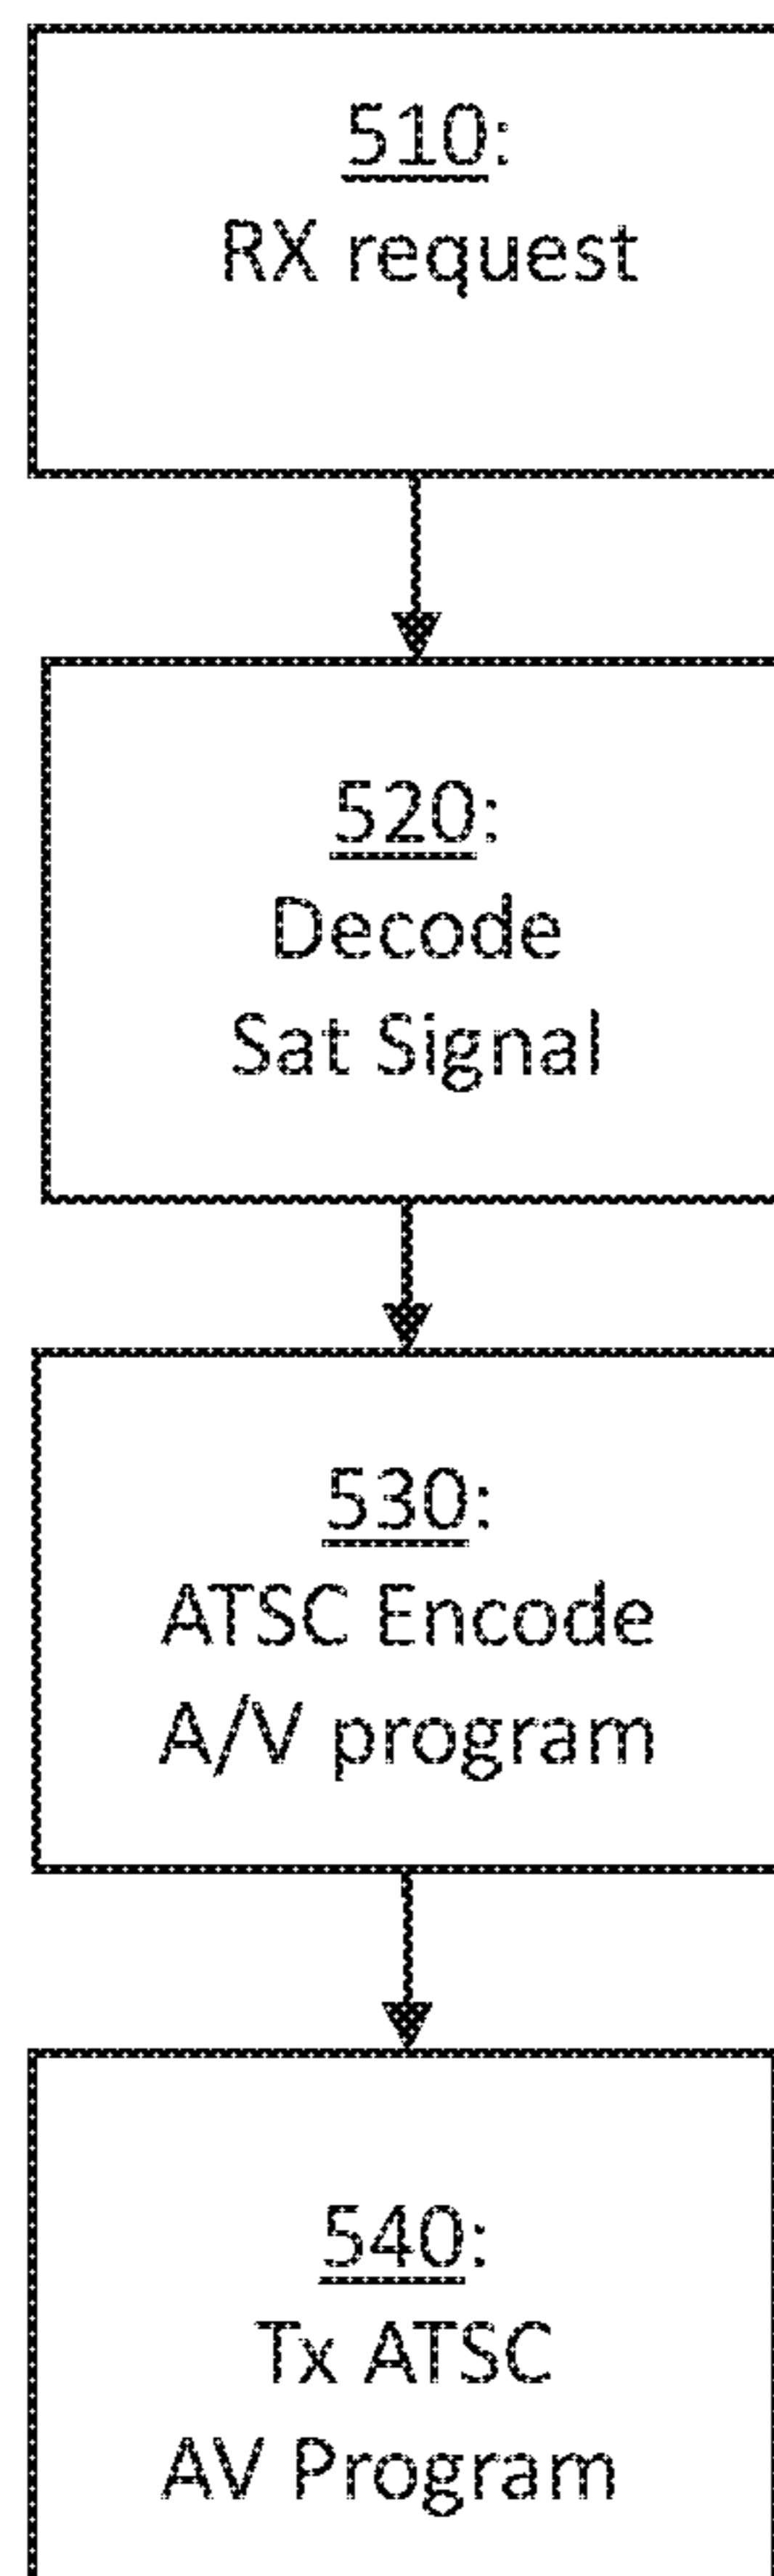 510:
RX request
520:
Decode
Sat Signal
530:
ATSC Encode
A/V program
540:
Tx ATSC
AV Program